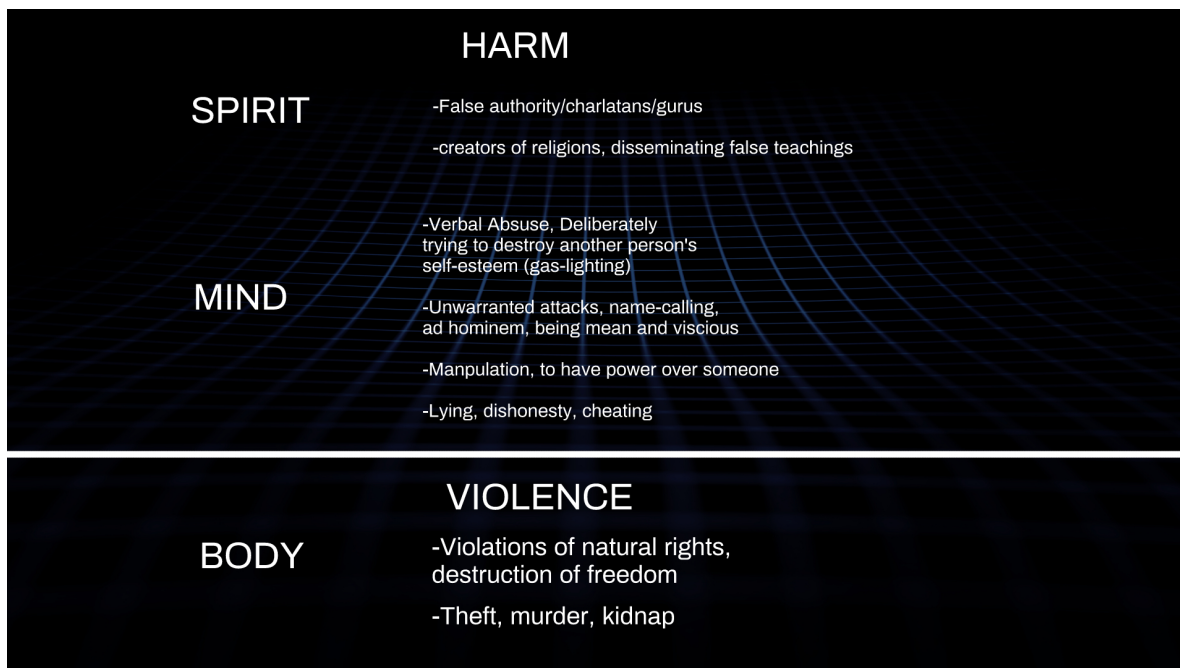 HARM
SPIRIT
-False authority/charlatans/gurus
-creators of religions, disseminating false teachings
MIND
-Verbal Absuse, Deliberately
trying to destroy another person's
self-esteem (gas-lighting)
-Unwarranted attacks, name-calling,
ad hominem, being mean and viscious
-Manpulation, to have power over someone
-Lying, dishonesty, cheating
VIOLENCE
BODY
-Violations of natural rights,
destruction of freedom
-Theft, murder, kidnap